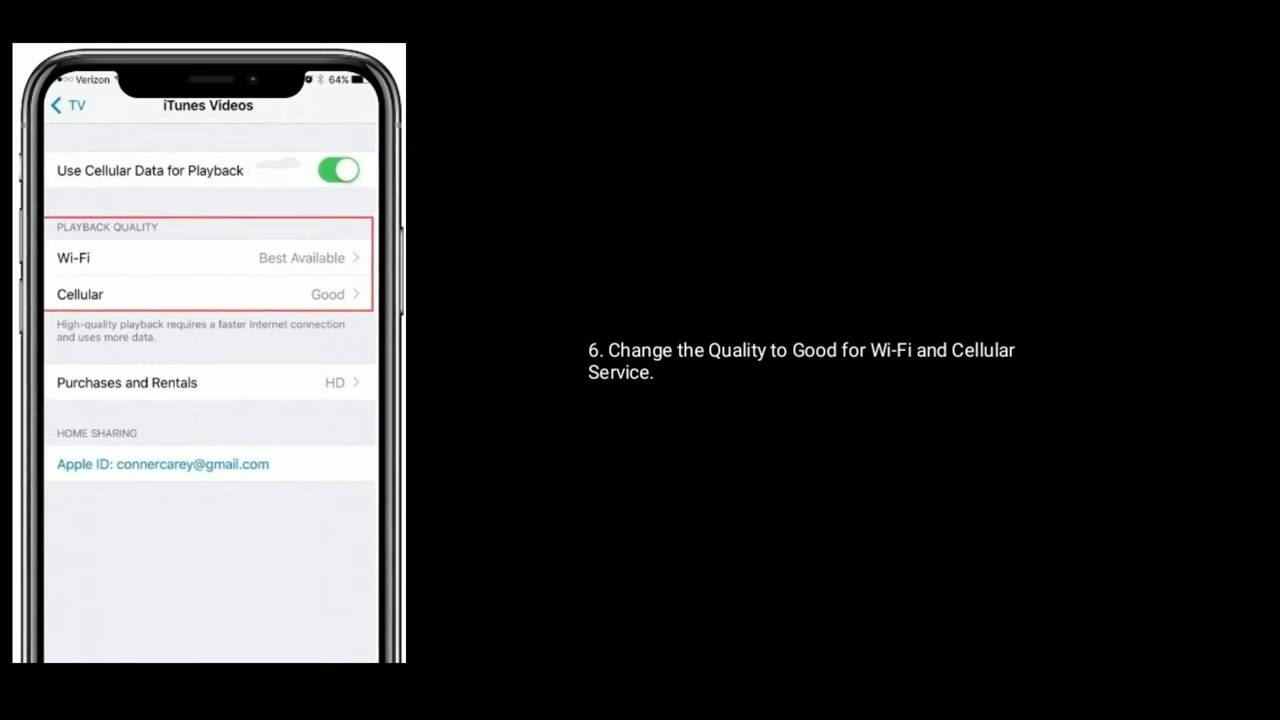 Verizon 64%
TV iTunes Videos
Use Cellular Data for Playback
PLAYBACK QUALITY
Wi-Fi Best Available
Cellular Good
High-quality playback requires a faster Internet connection
and uses more data.
Purchases and Rentals HD
HOME SHARING
Apple ID: connercarey@gmail.com
6. Change the Quality to Good for Wi-Fi and Cellular
Service.